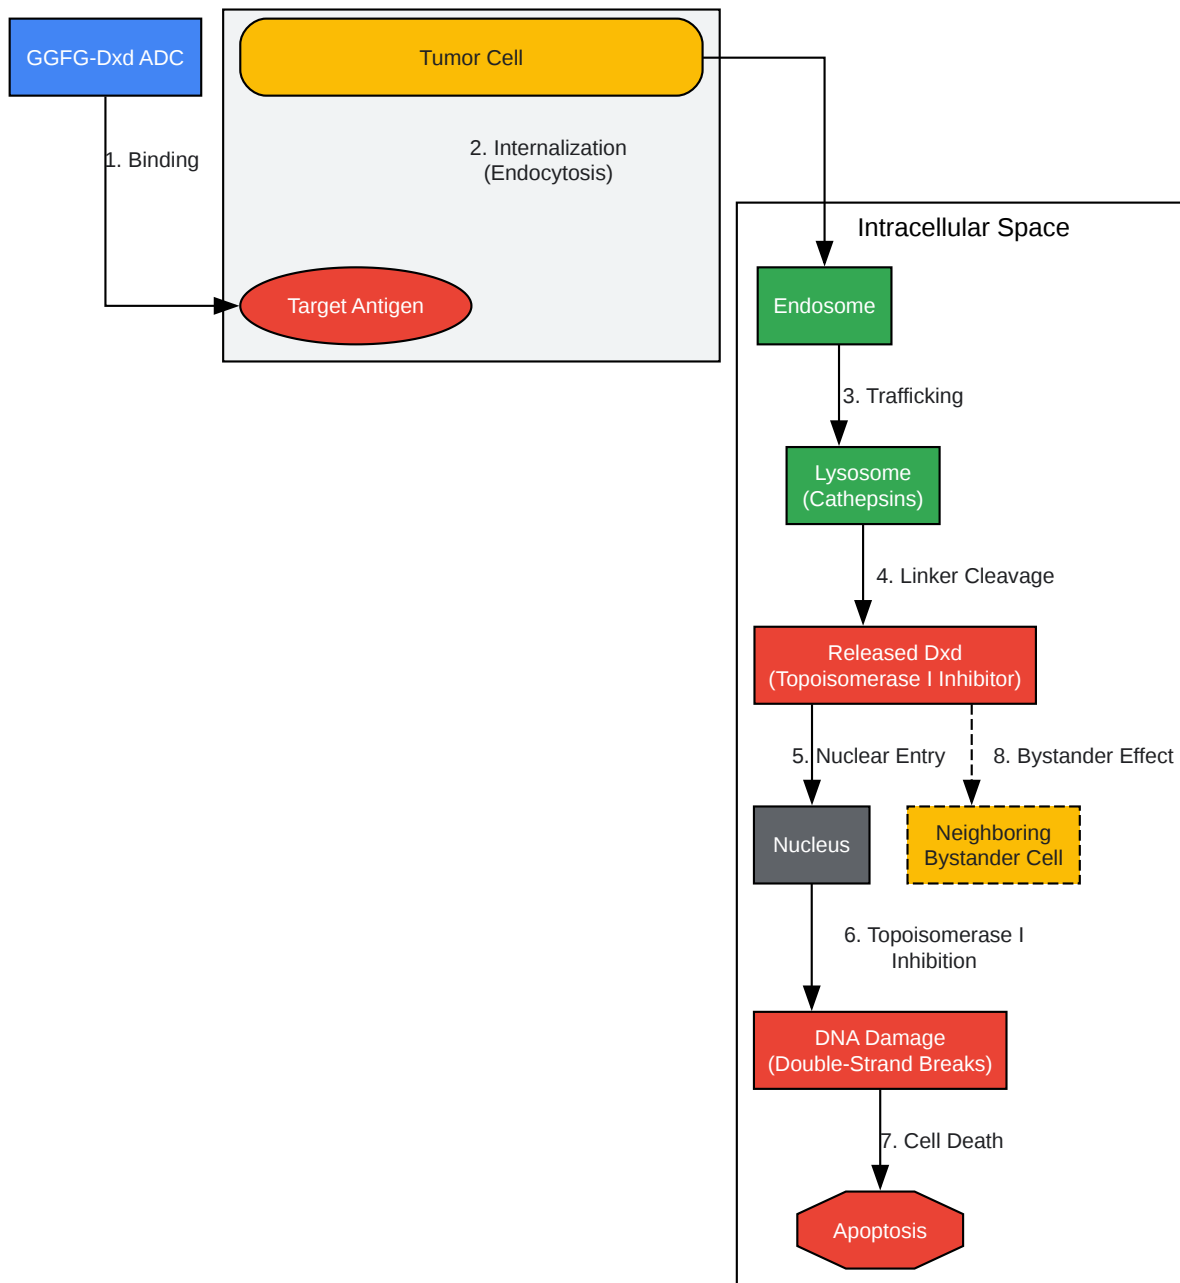 GGFG-Dxd ADC
Tumor Cell
1. Binding
2. Internalization
(Endocytosis)
Intracellular Space
Target Antigen
Endosome
3. Trafficking
Lysosome
(Cathepsins)
4. Linker Cleavage
Released Dxd
(Topoisomerase I Inhibitor)
5. Nuclear Entry
8. Bystander Effect
Nucleus
Neighboring
Bystander Cell
6. Topoisomerase I
Inhibition
DNA Damage
(Double-Strand Breaks)
7. Cell Death
Apoptosis